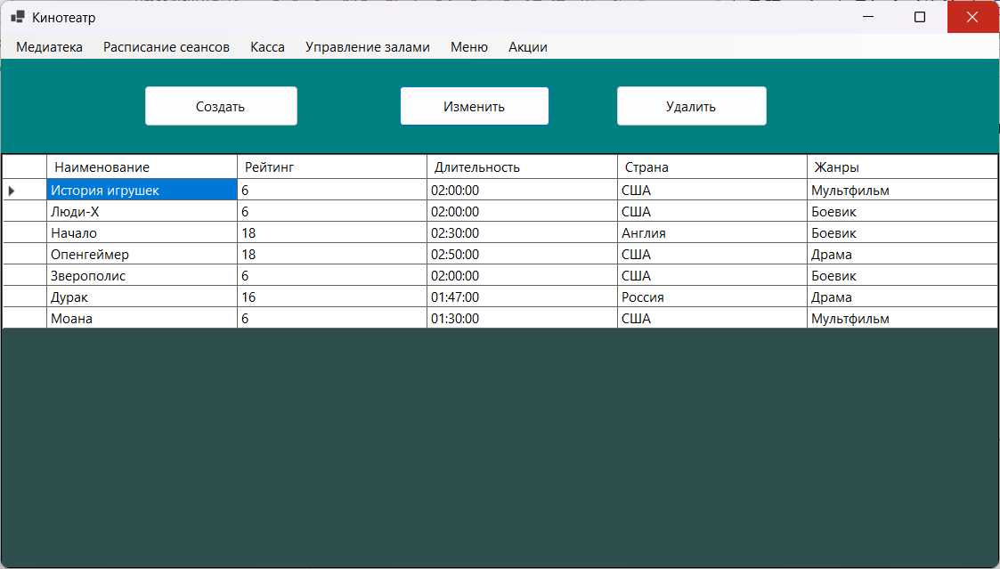 Кинотеатр
Медиатека Расписание сеансов Касса Управление залами Меню Акции
Создать Изменить Удалить
Наименование Рейтинг Длительность Страна Жанры
История игрушек 6 02:00:00 США Мультфильм
Люди-Х 6 02:00:00 США Боевик
Начало 18 02:30:00 Англия Боевик
Опенгеймер 18 02:50:00 США Драма
Зверополис 6 02:00:00 США Боевик
Дурак 16 01:47:00 Россия Драма
Моана 6 01:30:00 США Мультфильм